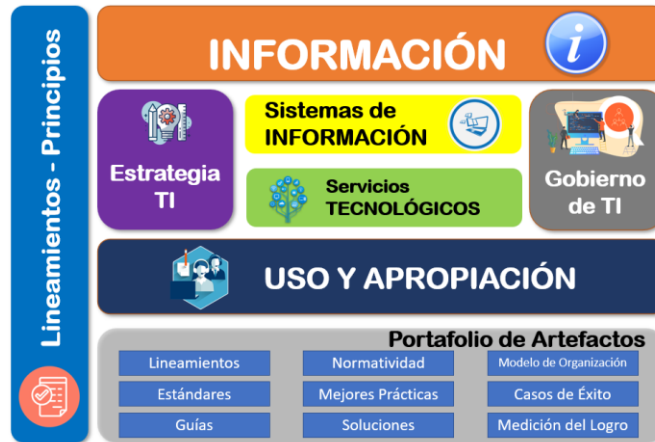 Lineamientos - Principios
INFORMACIÓN
i
Estrategia
TI
Sistemas de
INFORMACIÓN
Servicios
TECNOLÓGICOS
Gobierno
de TI
USO Y APROPIACIÓN
Portafolio de Artefactos
Lineamientos
Normatividad
Modelo de Organización
Estándares
Mejores Prácticas
Casos de Éxito
Guías
Soluciones
Medición del Logro